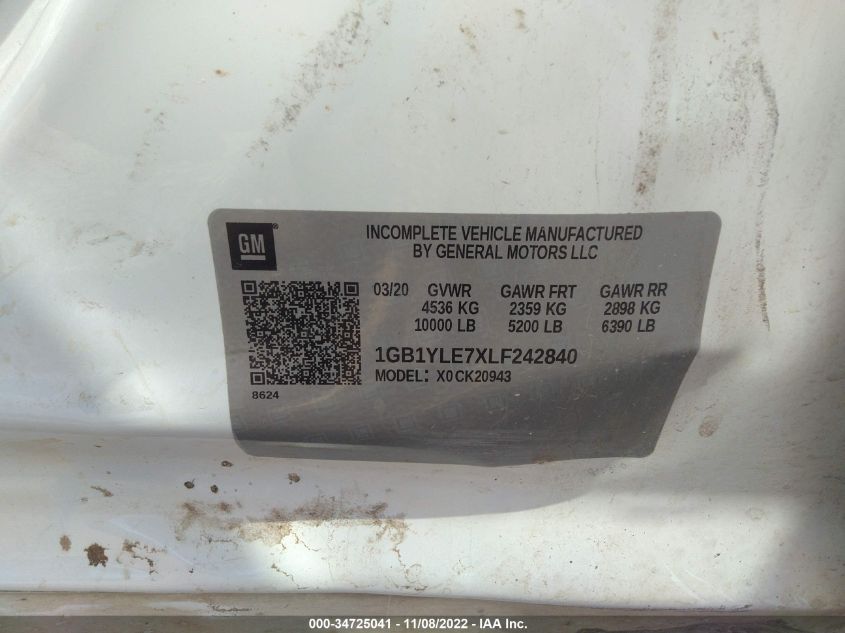 GM®
INCOMPLETE VEHICLE MANUFACTURED
BY GENERAL MOTORS LLC
03/20 GVWR GAWR FRT GAWR RR
4536 KG 2359 KG 2898 KG
10000 LB 5200 LB 6390 LB
1GB1YLE7XLF242840
MODEL: X0CK20943
8624
000-34725041 - 11/08/2022 - IAA Inc.